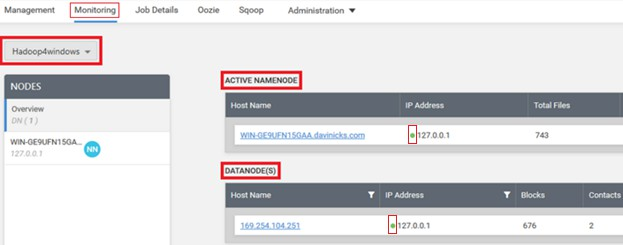 Management Monitoring Job Details Oozie Sqoop Administration
Hadoop4windows
NODES
Overview
DN ( 1 )
WIN-GE9UFN15GAA...
127.0.0.1
NN
ACTIVE NAMENODE
Host Name IP Address Total Files
WIN-GE9UFN15GAA.davinicks.com 127.0.0.1 743
DATANODE(S)
Host Name IP Address Blocks Contacts
169.254.104.251 127.0.0.1 676 2